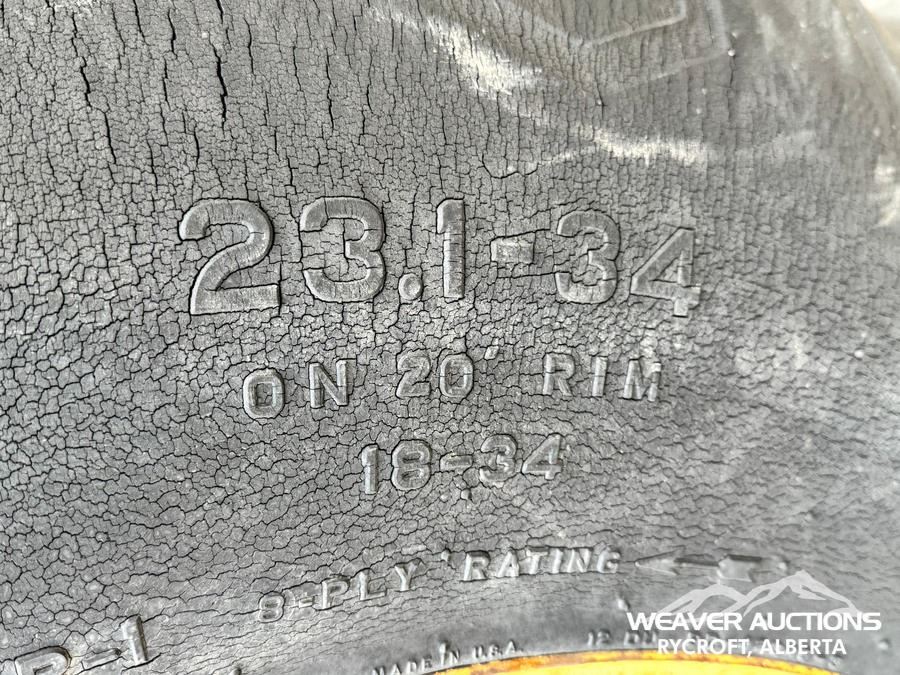 23.1-34
ON 20" RIM
18-34
8-PLY RATING
R-1
MADE IN U.S.A.
WEAVER AUCTIONS
RYCROFT, ALBERTA